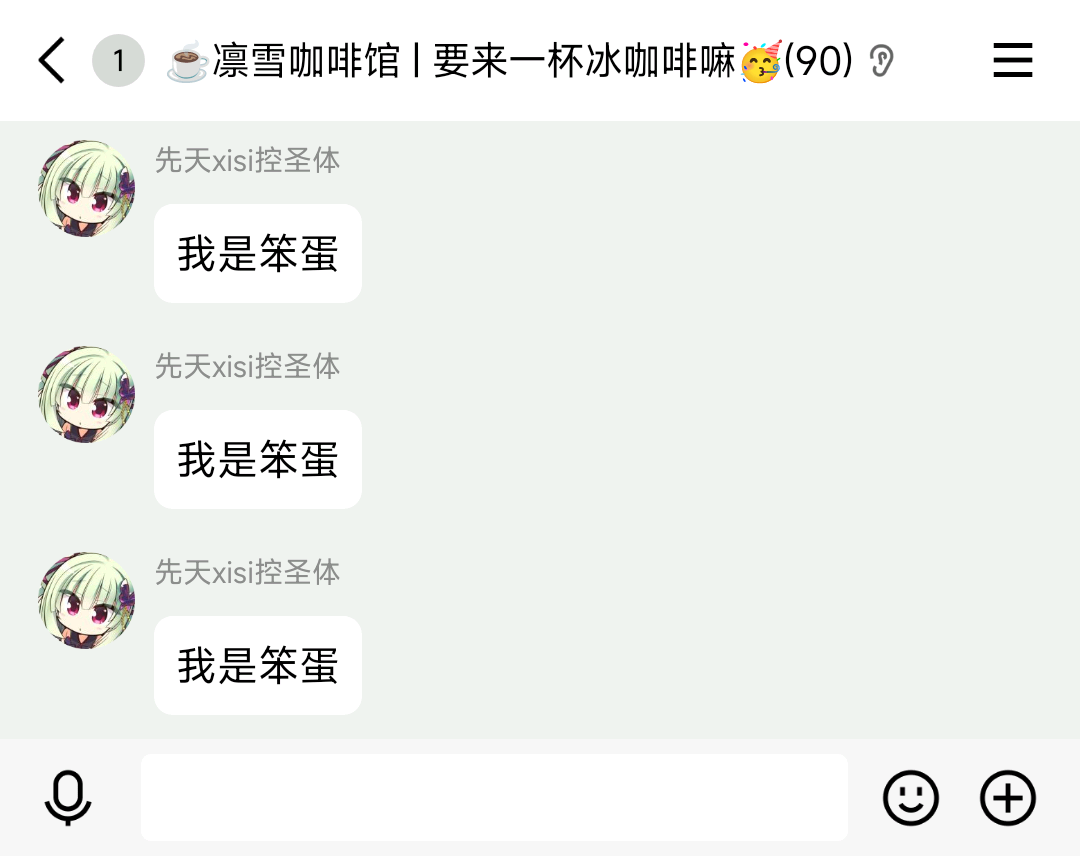 1
☕凛雪咖啡馆 | 要来一杯冰咖啡嘛🥳(90)
先天xisi控圣体
我是笨蛋
先天xisi控圣体
我是笨蛋
先天xisi控圣体
我是笨蛋